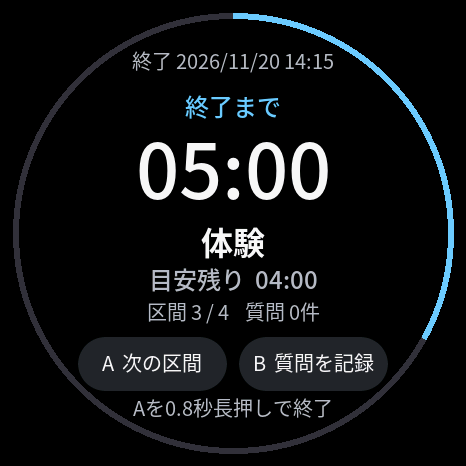 終了 2026/11/20 14:15
終了まで
05:00
体験
目安残り 04:00
区間 3 / 4 質問 0件
A 次の区間 B 質問を記録
Aを0.8秒長押しで終了